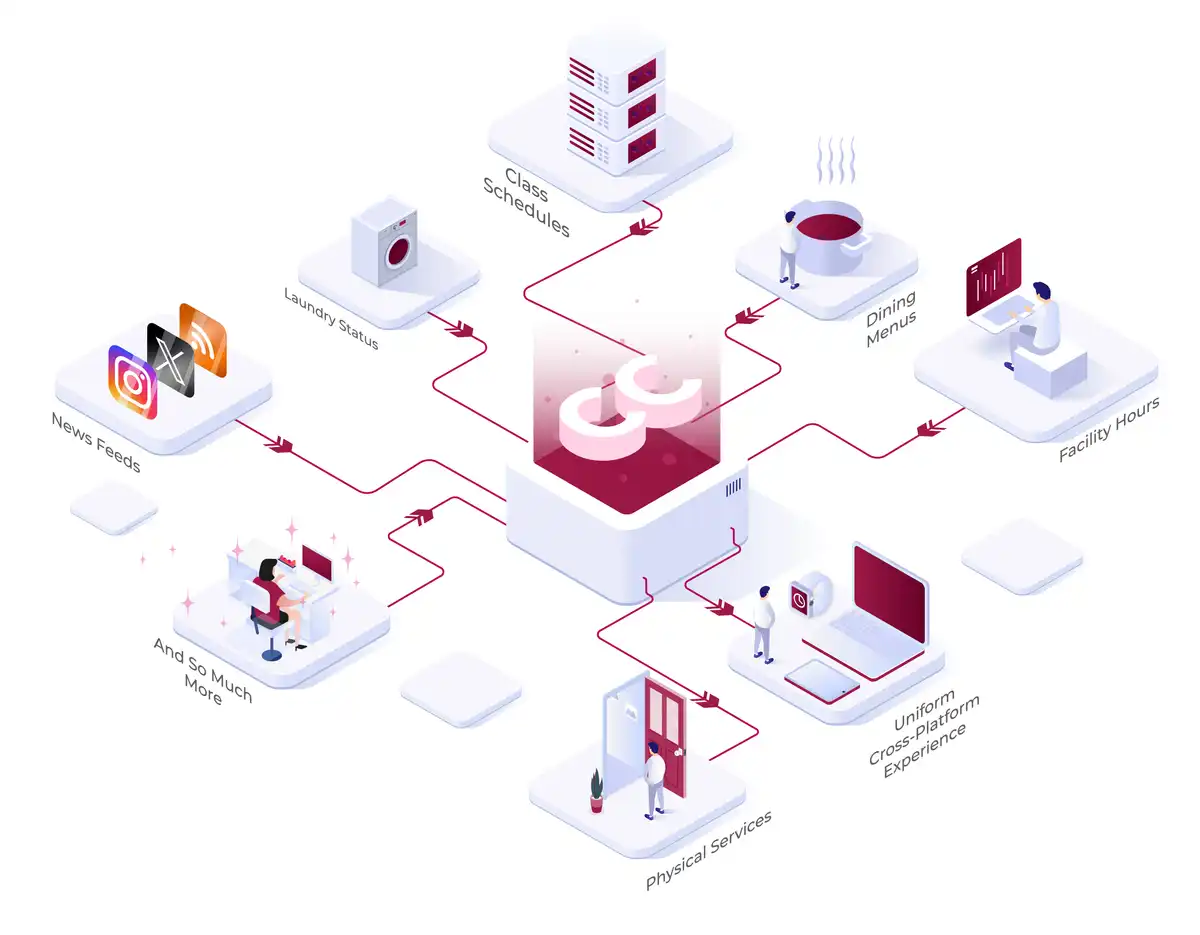 Class
Schedules
Laundry Status
Dining
Menus
News Feeds
Facility Hours
And So Much
More
Uniform
Cross-Platform
Experience
Physical Services
CC